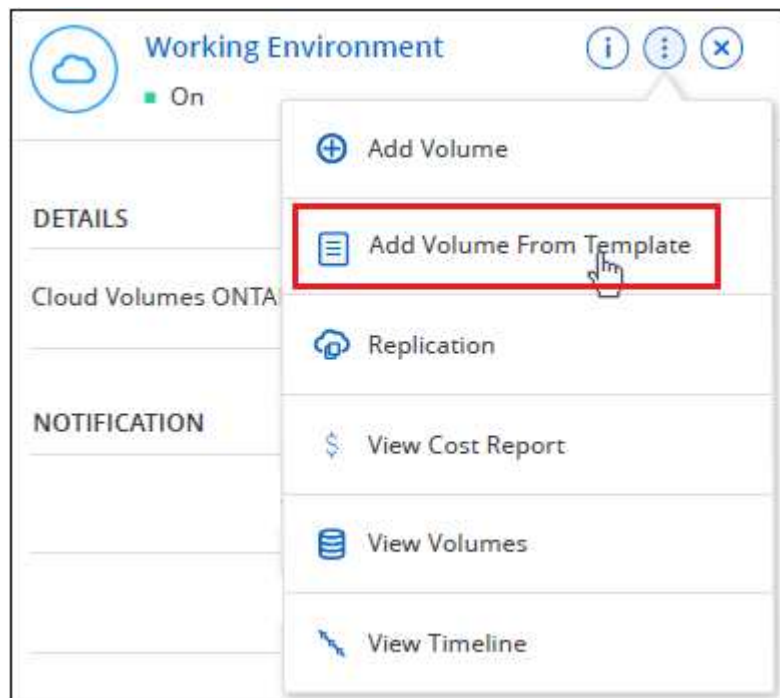 Working Environment
On
Add Volume
DETAILS
Add Volume From Template
Cloud Volumes ONTA
Replication
NOTIFICATION
$ View Cost Report
View Volumes
View Timeline